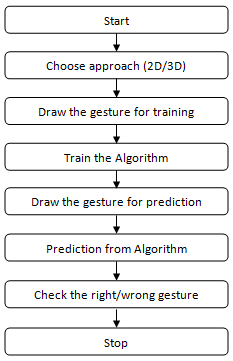 Start
Choose approach (2D/3D)
Draw the gesture for training
Train the Algorithm
Draw the gesture for prediction
Prediction from Algorithm
Check the right/wrong gesture
Stop